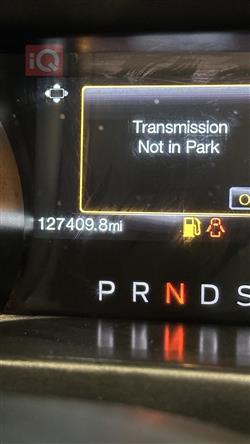 iQ
Transmission
Not in Park
O
127409.8mi
P R N D S